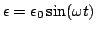 ϵ = ϵ₀ sin(ωt)